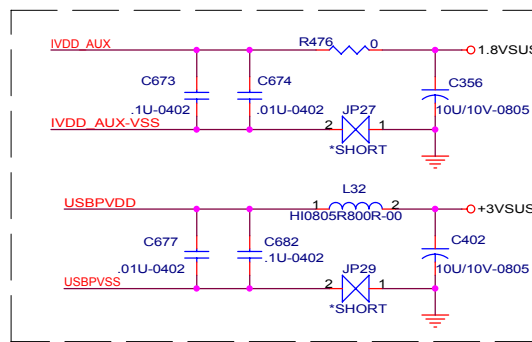 IVDD_AUX
R476 0
1.8VSUS
C673
.1U-0402
C674
.01U-0402
C356
10U/10V-0805
IVDD_AUX-VSS
JP27
2 1
*SHORT
USBPVDD
L32
1 2
HI0805R800R-00
+3VSUS
C677
.01U-0402
C682
.1U-0402
C402
10U/10V-0805
USBPVSS
JP29
2 1
*SHORT